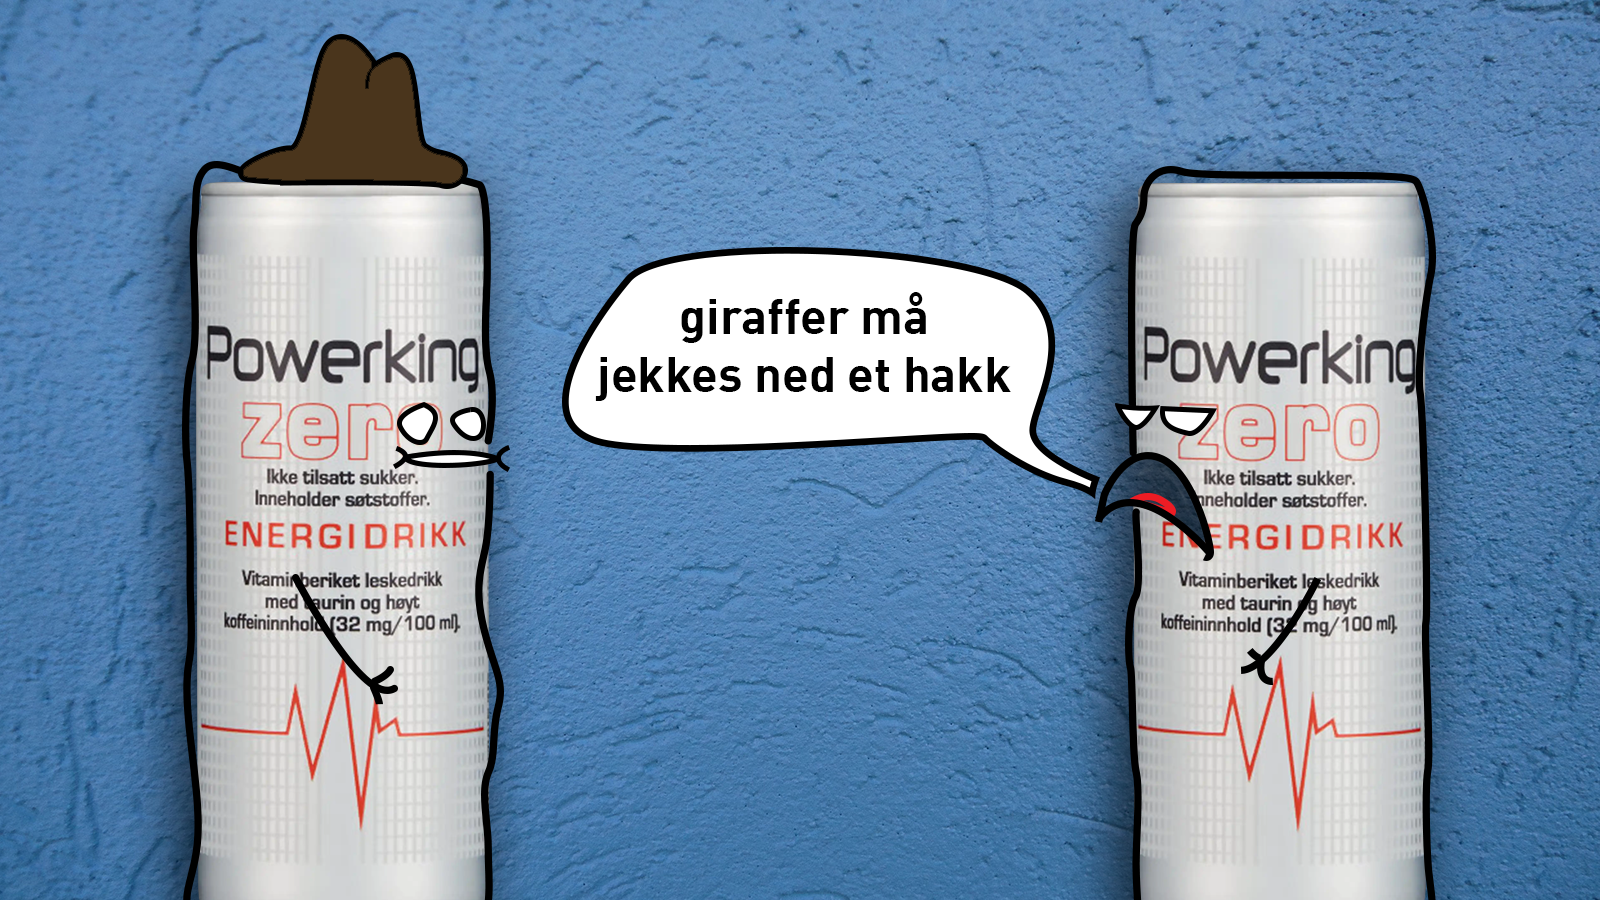 Powerking
zero
Ikke tilsatt sukker.
Inneholder søtstoffer.
ENERGIDRIKK
Vitaminberiket leskedrikk
med taurin og høyt
koffeininnhold (32 mg/100 ml).
giraffer må
jekkes ned et hakk
Powerking
zero
Ikke tilsatt sukker.
Inneholder søtstoffer.
ENERGIDRIKK
Vitaminberiket leskedrikk
med taurin og høyt
koffeininnhold (32 mg/100 ml).